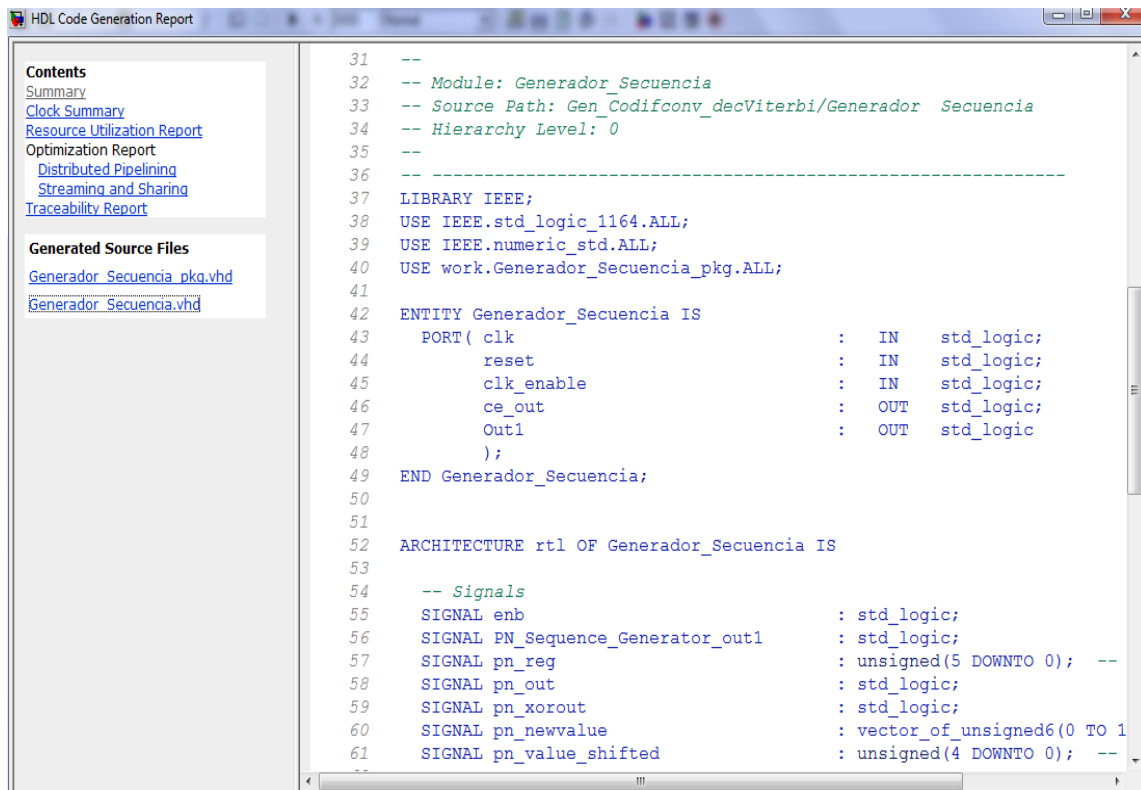 HDL Code Generation Report
Contents
Summary
Clock Summary
Resource Utilization Report
Optimization Report
Distributed Pipelining
Streaming and Sharing
Traceability Report
Generated Source Files
Generador_Secuencia_pkg.vhd
Generador_Secuencia.vhd
31 --
32 -- Module: Generador_Secuencia
33 -- Source Path: Gen_Codifconv_decViterbi/Generador  Secuencia
34 -- Hierarchy Level: 0
35 --
36 -- -------------------------------------------------------------
37 LIBRARY IEEE;
38 USE IEEE.std_logic_1164.ALL;
39 USE IEEE.numeric_std.ALL;
40 USE work.Generador_Secuencia_pkg.ALL;
41
42 ENTITY Generador_Secuencia IS
43 PORT( clk : IN std_logic;
44 reset : IN std_logic;
45 clk_enable : IN std_logic;
46 ce_out : OUT std_logic;
47 Out1 : OUT std_logic
48 );
49 END Generador_Secuencia;
50
51
52 ARCHITECTURE rtl OF Generador_Secuencia IS
53
54 -- Signals
55 SIGNAL enb : std_logic;
56 SIGNAL PN_Sequence_Generator_out1 : std_logic;
57 SIGNAL pn_reg : unsigned(5 DOWNTO 0); --
58 SIGNAL pn_out : std_logic;
59 SIGNAL pn_xorout : std_logic;
60 SIGNAL pn_newvalue : vector_of_unsigned6(0 TO 1
61 SIGNAL pn_value_shifted : unsigned(4 DOWNTO 0); --